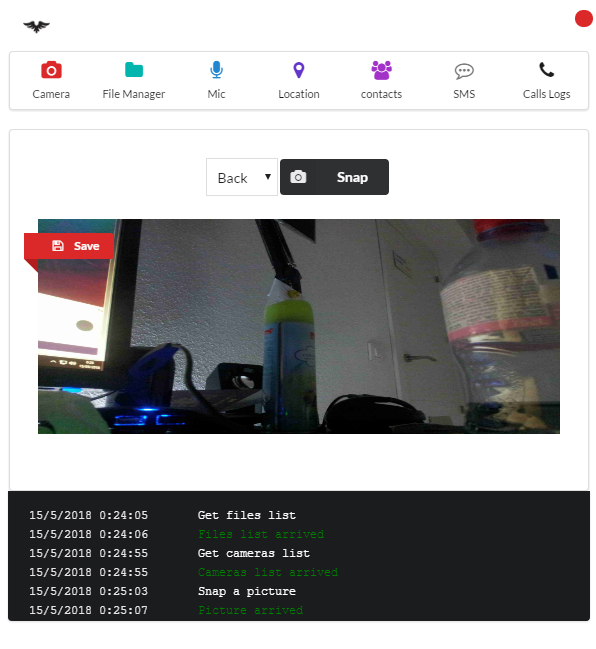 Camera File Manager Mic Location contacts SMS Calls Logs
Back Snap
Save
15/5/2018 0:24:05 Get files list
15/5/2018 0:24:06 Files list arrived
15/5/2018 0:24:55 Get cameras list
15/5/2018 0:24:55 Cameras list arrived
15/5/2018 0:25:03 Snap a picture
15/5/2018 0:25:07 Picture arrived